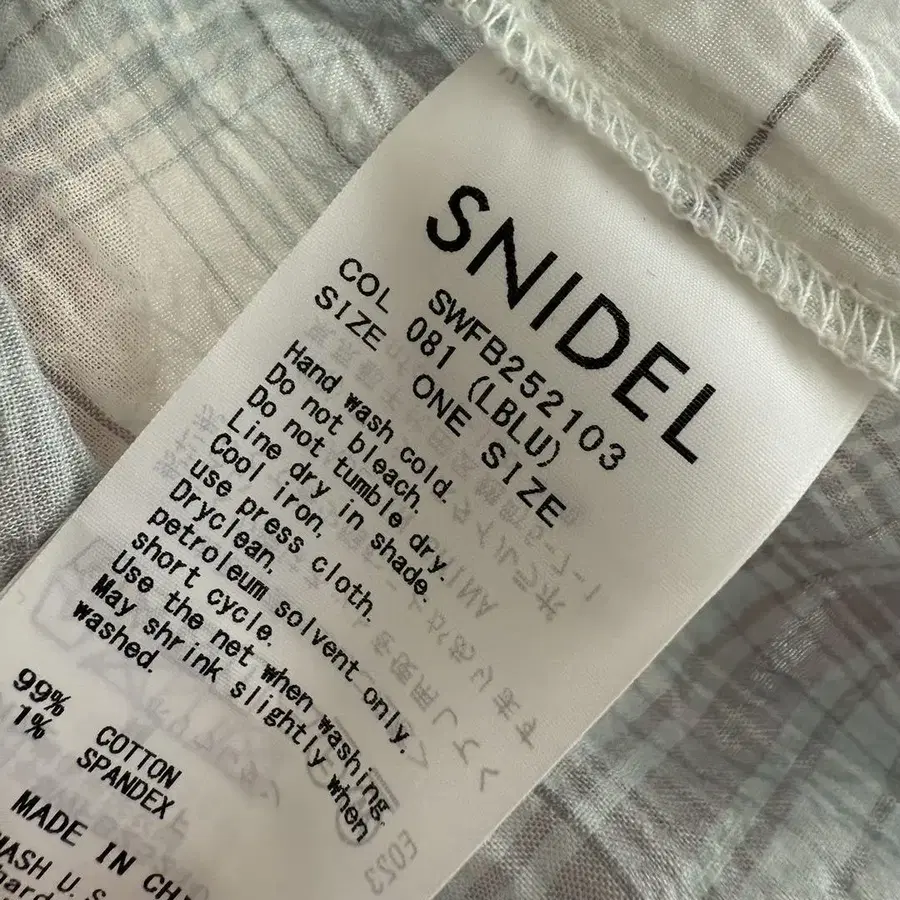 SNIDEL
SWFB252103
COL 081 (LBLU)
SIZE ONE SIZE
Hand wash cold.
Do not bleach.
Do not tumble dry.
Line dry in shade.
Cool iron.
use press cloth.
Dryclean.
petroleum solvent only.
short cycle.
Use the net when washing.
May shrink slightly when
washed.
99% COTTON
1% SPANDEX
MADE IN
U.S.
E023